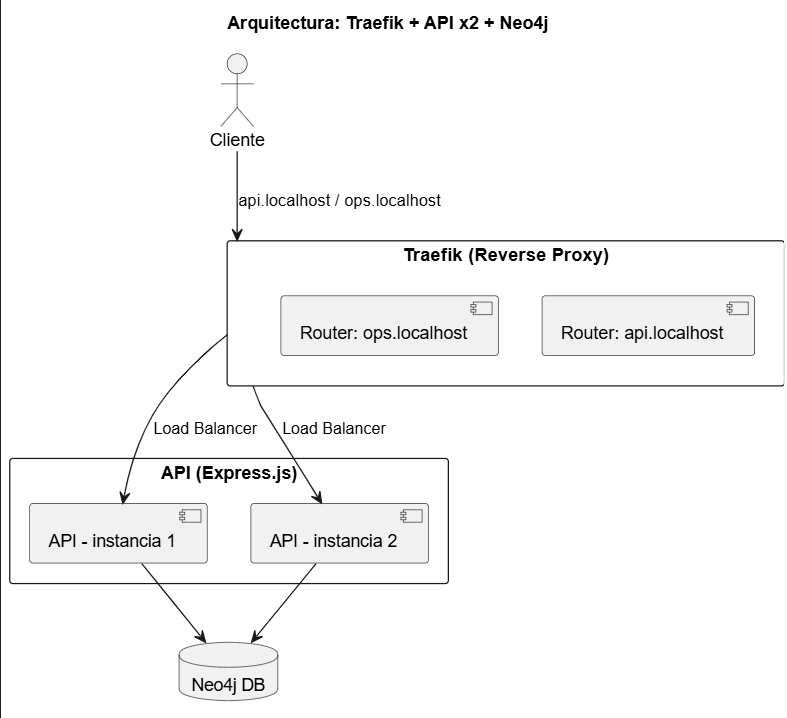 Arquitectura: Traefik + API x2 + Neo4j
Cliente
api.localhost / ops.localhost
Traefik (Reverse Proxy)
Router: ops.localhost
Router: api.localhost
Load Balancer
Load Balancer
API (Express.js)
API - instancia 1
API - instancia 2
Neo4j DB